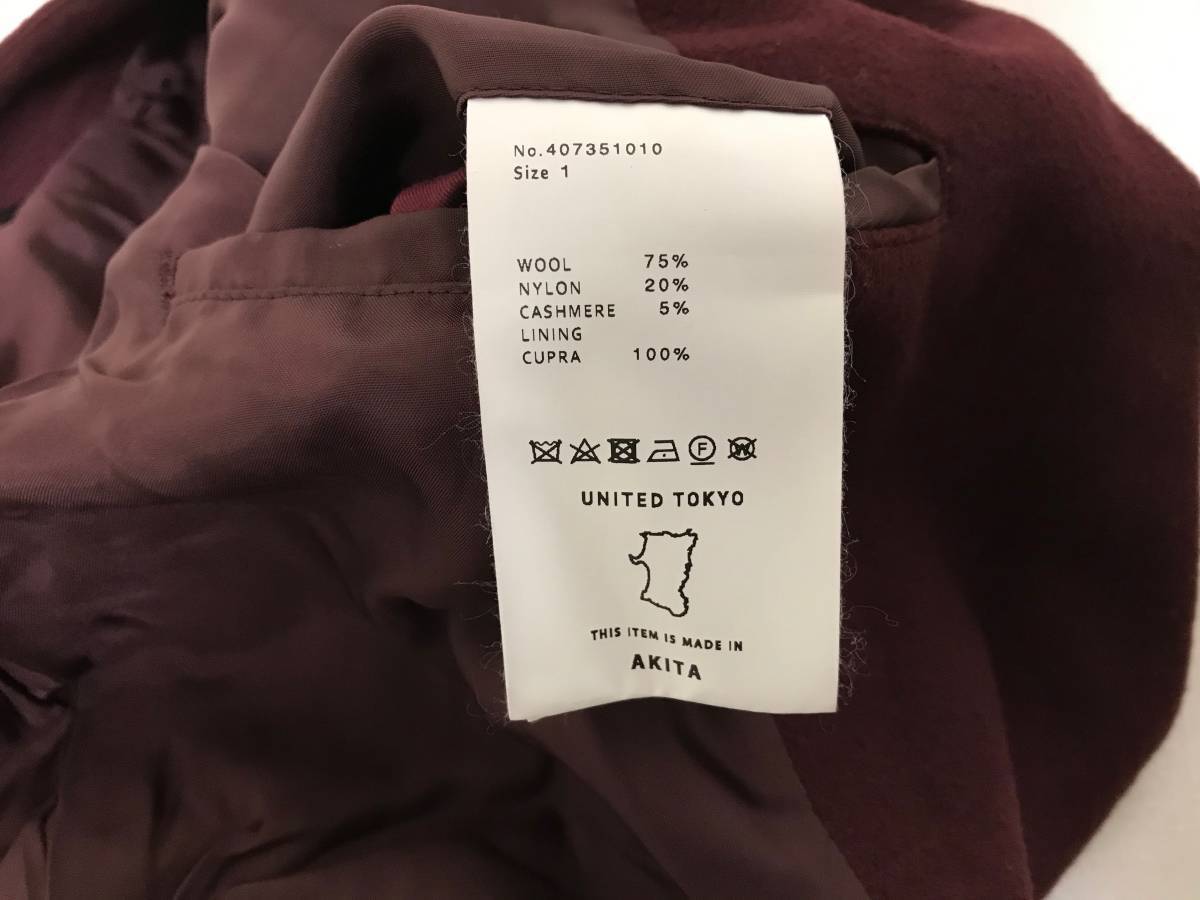 No.407351010
Size 1
WOOL 75%
NYLON 20%
CASHMERE 5%
LINING
CUPRA 100%
F W
UNITED TOKYO
THIS ITEM IS MADE IN
AKITA